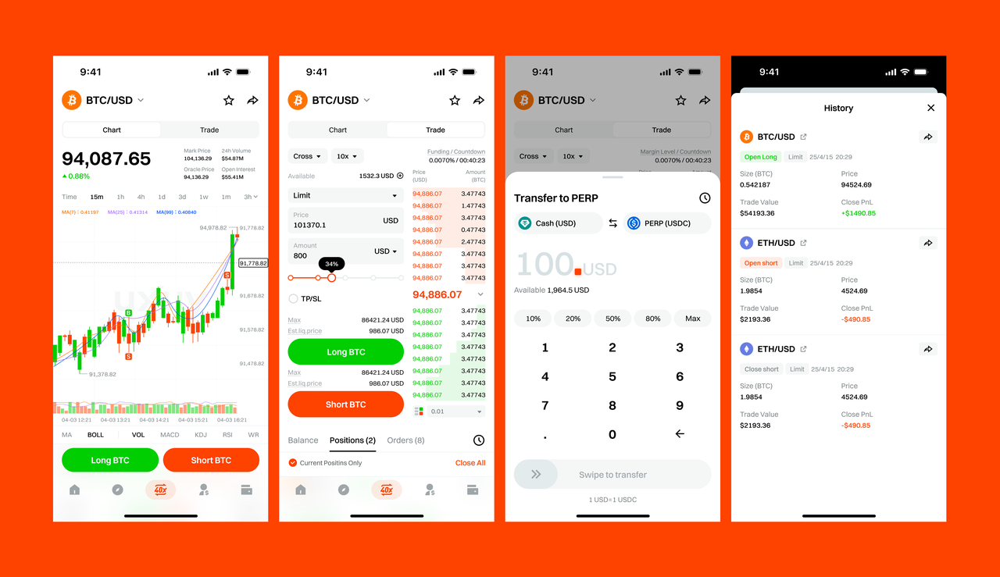 9:41
BTC/USD
Chart Trade
94,087.65
0.88%
Mark Price 24h Volume
104,136.29 $54.87M
Oracle Price Open Interest
94,136.29 $55.41M
Time 15m 1h 4h 1d 3d 1w 1m 3h
MA(7) : 0.41197 MA(25) : 0.41314 MA(99) : 0.40840
94,978.82 91,778.82
91,778.82
S
91,678.82
B
91,578.82
S
91,478.82
91,378.82
04-03 12:21 04-03 13:21 04-03 14:21 04-03 15:21 04-03 16:21
MA BOLL VOL MACD KDJ RSI WR
Long BTC Short BTC
40x
9:41
BTC/USD
Chart Trade
Cross 10x
Funding / Countdown
0.0070% / 00:40:23
Available 1532.3 USD
Limit
Price
101370.1 USD
Amount
800 USD
34%
TP/SL
Max 86421.24 USD
Est.liq.price 986.07 USD
Long BTC
Max 86421.24 USD
Est.liq.price 986.07 USD
Short BTC
Price Amount
(USD) (BTC)
94,886.07 3.47743
94,886.07 1.47743
94,886.07 3.47743
94,886.07 0.47743
94,886.07 2.47743
94,886.07 3.47743
94,886.07 3.47743
94,886.07 3.47743
94,886.07
94,886.07 3.47743
94,886.07 3.47743
94,886.07 3.47743
94,886.07 3.47743
94,886.07 3.47743
94,886.07 3.47743
94,886.07 3.47743
94,886.07 3.47743
0.01
Balance Positions (2) Orders (8)
Current Positins Only Close All
40x
9:41
BTC/USD
Chart Trade
Cross 10x
Margin Level / Countdown
0.0070% / 00:40:23
Transfer to PERP
Cash (USD) PERP (USDC)
100. USD
Available 1,964.5 USD
10% 20% 50% 80% Max
1 2 3
4 5 6
7 8 9
. 0
Swipe to transfer
1 USD=1 USDC
9:41
History
BTC/USD
Open Long Limit 25/4/15 20:29
Size (BTC) Price
0.542187 94524.69
Trade Value Close PnL
$54193.36 +$1490.85
ETH/USD
Open short Limit 25/4/15 20:29
Size (BTC) Price
1.9854 4524.69
Trade Value Close PnL
$2193.36 -$490.85
ETH/USD
Close short Limit 25/4/15 20:29
Size (BTC) Price
1.9854 4524.69
Trade Value Close PnL
$2193.36 -$490.85